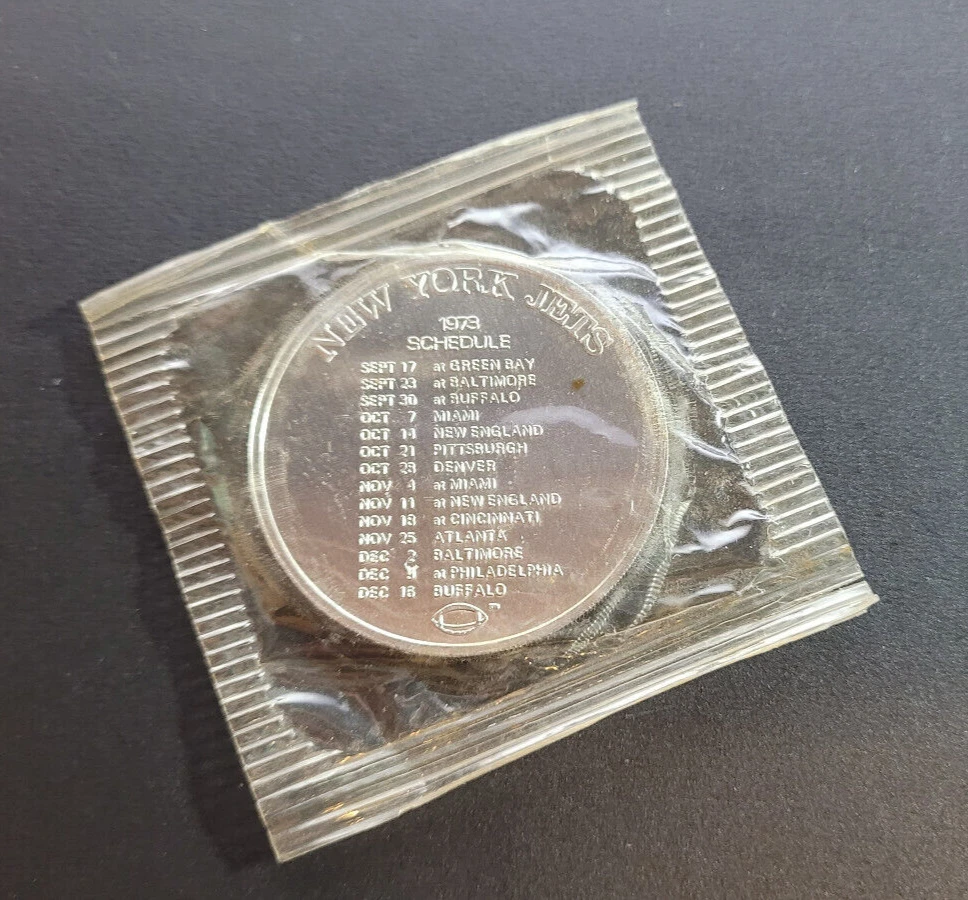 NEW YORK JETS
1973
SCHEDULE
SEPT 17 at GREEN BAY
SEPT 23 at BALTIMORE
SEPT 30 at BUFFALO
OCT 7 MIAMI
OCT 14 NEW ENGLAND
OCT 21 PITTSBURGH
OCT 28 DENVER
NOV 4 at MIAMI
NOV 11 at NEW ENGLAND
NOV 18 at CINCINNATI
NOV 25 ATLANTA
DEC 2 BALTIMORE
DEC 9 at PHILADELPHIA
DEC 16 BUFFALO
TM